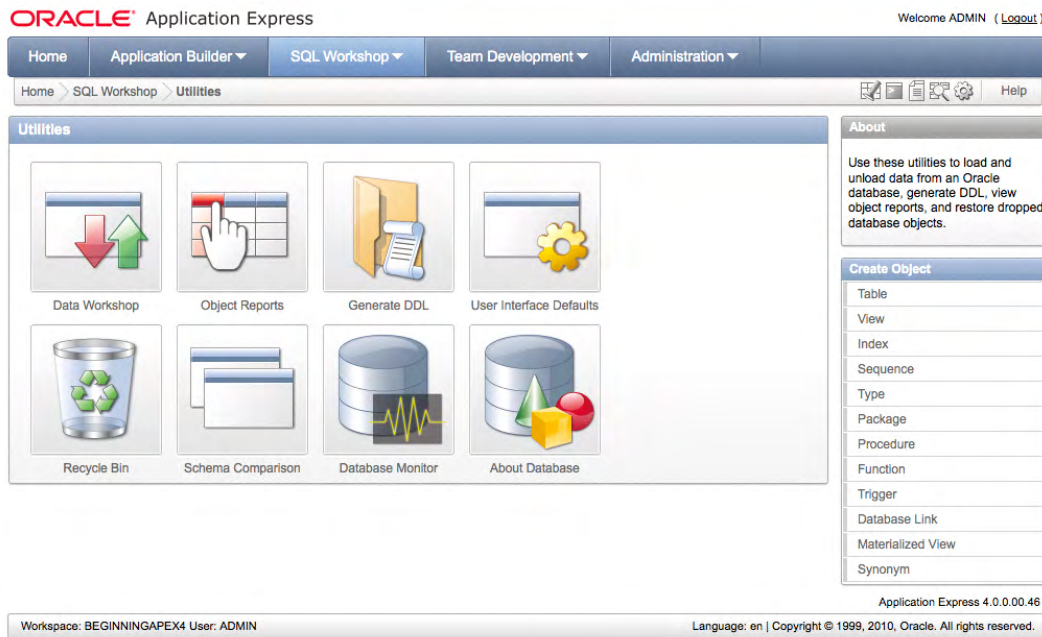 ORACLE® Application Express
Welcome ADMIN ( Logout )
Home Application Builder SQL Workshop Team Development Administration
Home SQL Workshop Utilities
Help
Utilities
Data Workshop Object Reports Generate DDL User Interface Defaults
Recycle Bin Schema Comparison Database Monitor About Database
About
Use these utilities to load and
unload data from an Oracle
database, generate DDL, view
object reports, and restore dropped
database objects.
Create Object
Table
View
Index
Sequence
Type
Package
Procedure
Function
Trigger
Database Link
Materialized View
Synonym
Application Express 4.0.0.00.46
Workspace: BEGINNINGAPEX4 User: ADMIN
Language: en | Copyright © 1999, 2010, Oracle. All rights reserved.